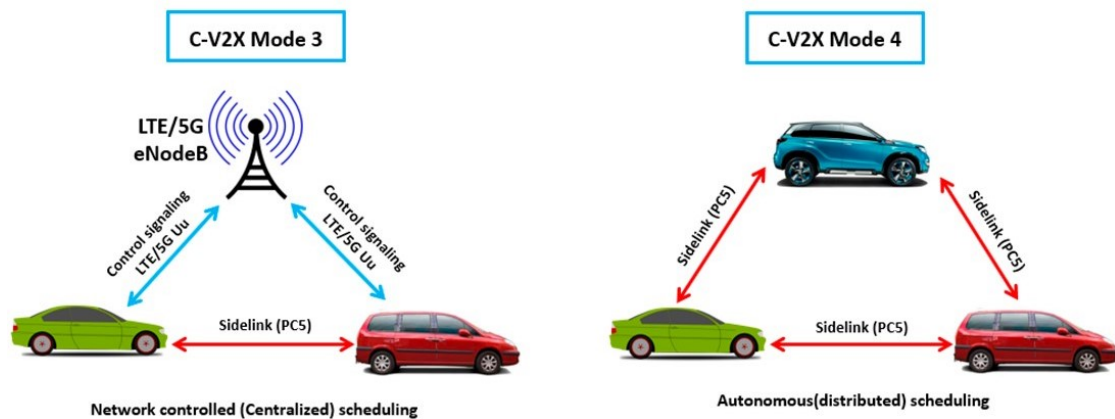 C-V2X Mode 3
LTE/5G
eNodeB
Control signaling
LTE/5G Uu
Control signaling
LTE/5G Uu
Sidelink (PC5)
Network controlled (Centralized) scheduling
C-V2X Mode 4
Sidelink (PC5)
Sidelink (PC5)
Sidelink (PC5)
Autonomous(distributed) scheduling